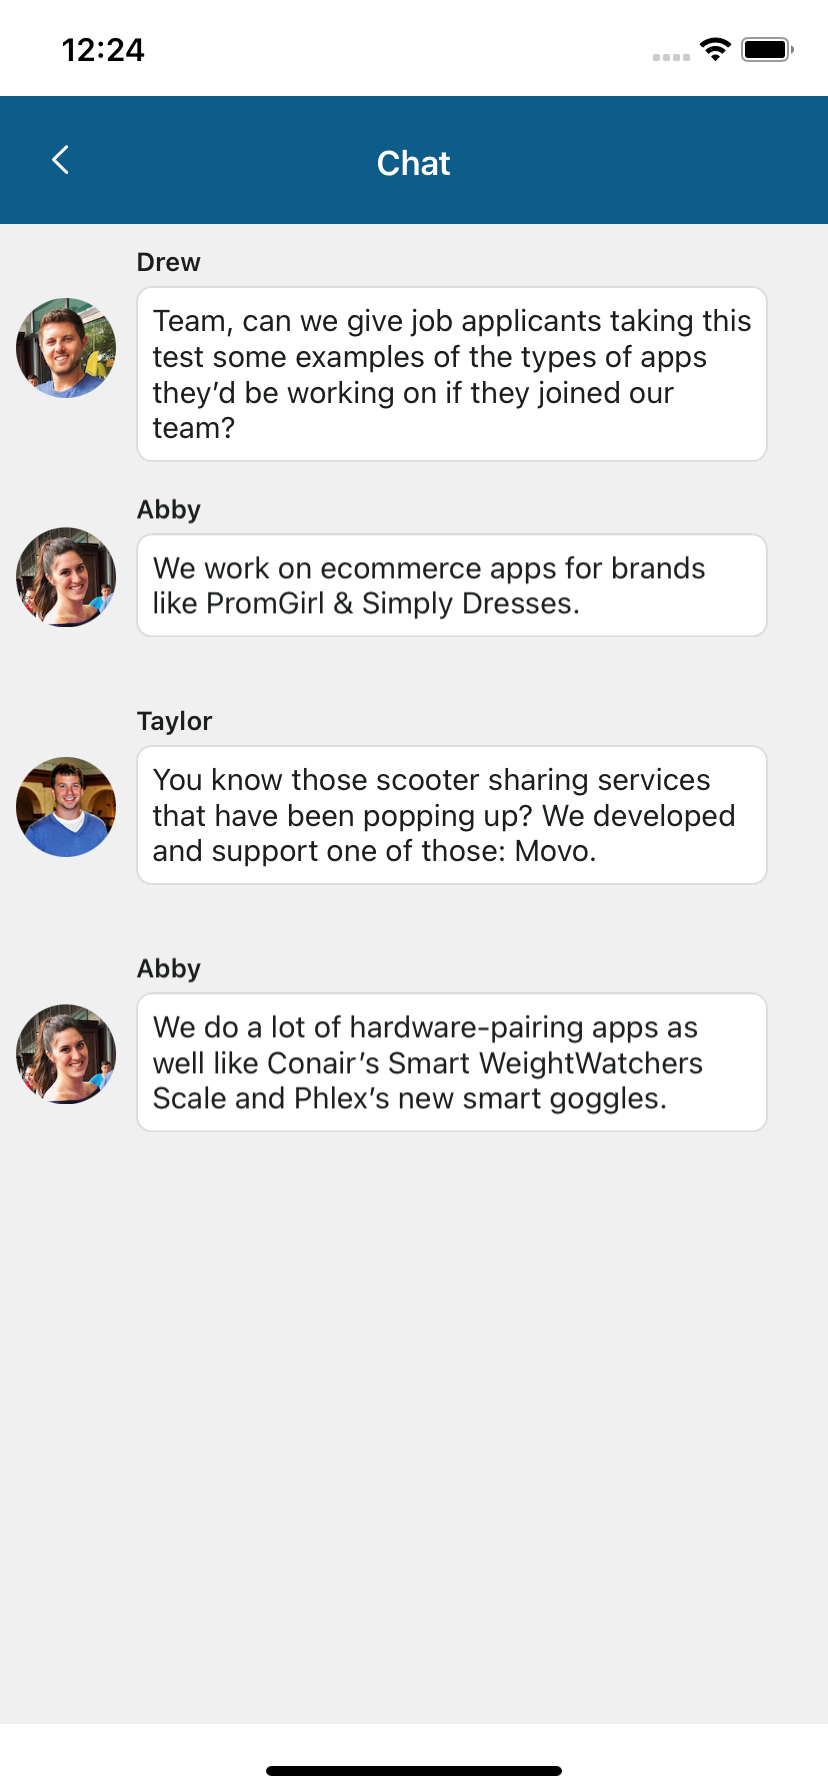 12:24
Chat
Drew
Team, can we give job applicants taking this
test some examples of the types of apps
they’d be working on if they joined our
team?
Abby
We work on ecommerce apps for brands
like PromGirl & Simply Dresses.
Taylor
You know those scooter sharing services
that have been popping up? We developed
and support one of those: Movo.
Abby
We do a lot of hardware-pairing apps as
well like Conair’s Smart WeightWatchers
Scale and Phlex’s new smart goggles.